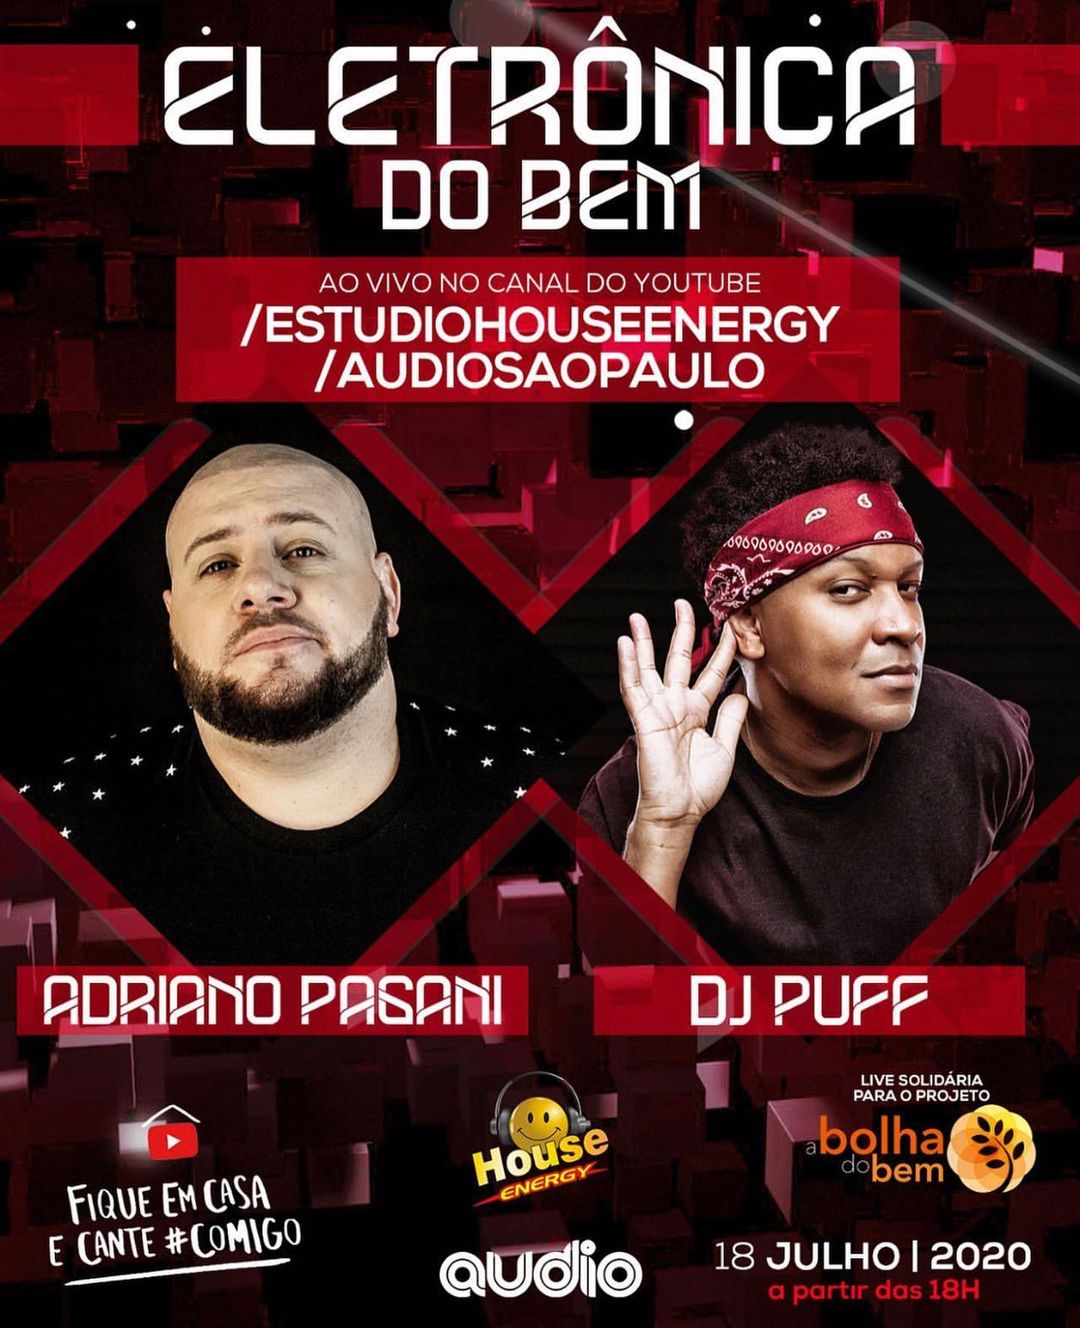 ELETRÔNICA
DO BEM
AO VIVO NO CANAL DO YOUTUBE
/ESTUDIOHOUSEENERGY
/AUDIOSAOPAULO
ADRIANO PAGANI
DJ PUFF
LIVE SOLIDÁRIA
PARA O PROJETO
a bolha
do bem
House
ENERGY
FIQUE EM CASA
E CANTE #COMIGO
audio
18 JULHO | 2020
a partir das 18H